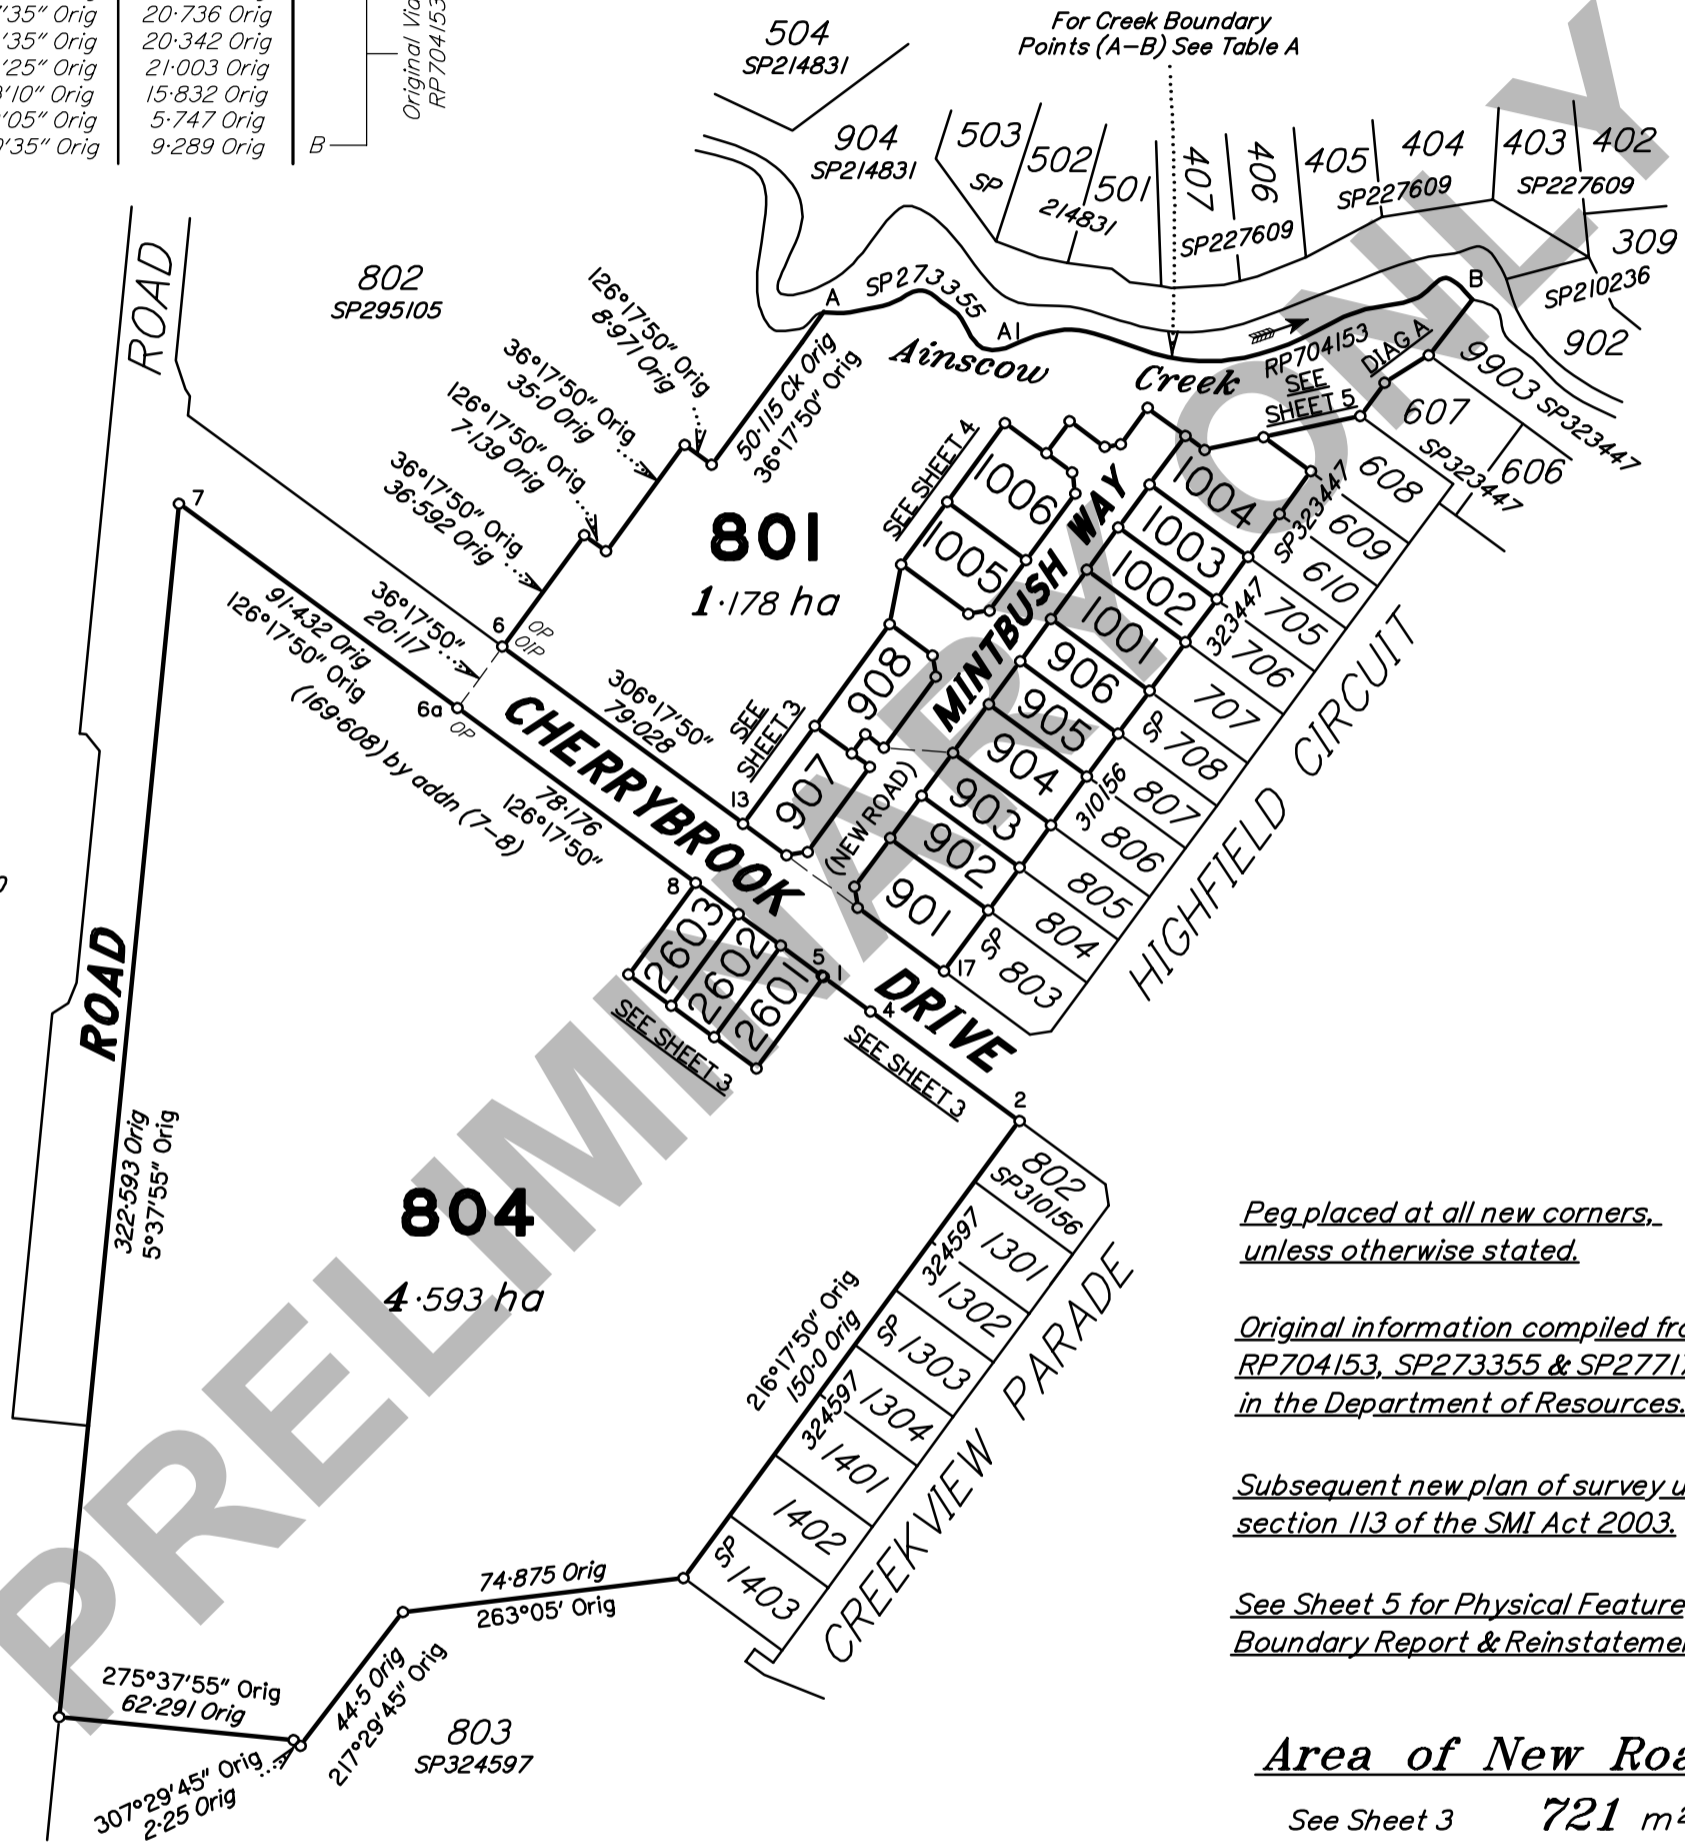 '35" Orig 20·736 Orig
'35" Orig 20·342 Orig
'25" Orig 21·003 Orig
'10" Orig 15·832 Orig
'05" Orig 5·747 Orig
'35" Orig 9·289 Orig
B
Original
RP704153
504
SP214831
For Creek Boundary
Points (A-B) See Table A
904
SP214831
503
SP
502
214831
501
407
406
SP227609
405
404
SP227609
403
402
SP227609
309
SP210236
902
ROAD
802
SP295105
126°17'50" Orig
8·971 Orig
36°17'50" Orig
35·0 Orig
126°17'50" Orig
7·139 Orig
36°17'50" Orig
36·592 Orig
A
SP273355
A1
B
50·115 Ck Orig
36°17'50" Orig
Ainscow Creek
RP704153
SEE
SHEET 5
DIAG A
9903
SP323447
607
606
SP323447
608
609
610
SP323447
705
706
323447
707
SP
708
807
310156
806
805
804
SP
803
HIGHFIELD CIRCUIT
801
1·178 ha
SEE SHEET 4
1006
1005
1004
1003
1002
1001
MINTBUSH WAY
908
907
906
905
904
903
902
901
(NEW ROAD)
SEE
SHEET 3
7
91·432 Orig
126°17'50" Orig
36°17'50"
20·117
6
OP
OIP
6a
OP
(169·608) by addn (7-8)
306°17'50"
79·028
13
78·176
126°17'50"
CHERRYBROOK DRIVE
8
2603
2602
2601
5
1
4
17
2
SEE SHEET 3
SEE SHEET 3
ROAD
322·593 Orig
5°37'55" Orig
804
4·593 ha
802
SP310156
1301
324597
1302
SP
1303
1304
324597
1401
1402
SP
1403
216°17'50" Orig
150·0 Orig
CREEKVIEW PARADE
74·875 Orig
263°05' Orig
44·5 Orig
217°29'45" Orig
275°37'55" Orig
62·291 Orig
307°29'45" Orig
2·25 Orig
803
SP324597
Peg placed at all new corners,
unless otherwise stated.
Original information compiled
RP704153, SP273355 &
in the Department of Resources.
Subsequent new plan of survey
section 113 of the SMI Act 2003.
See Sheet 5 for Physical
Boundary Report &
Area of New
See Sheet 3 721 m²
PRELIMINARY ONLY